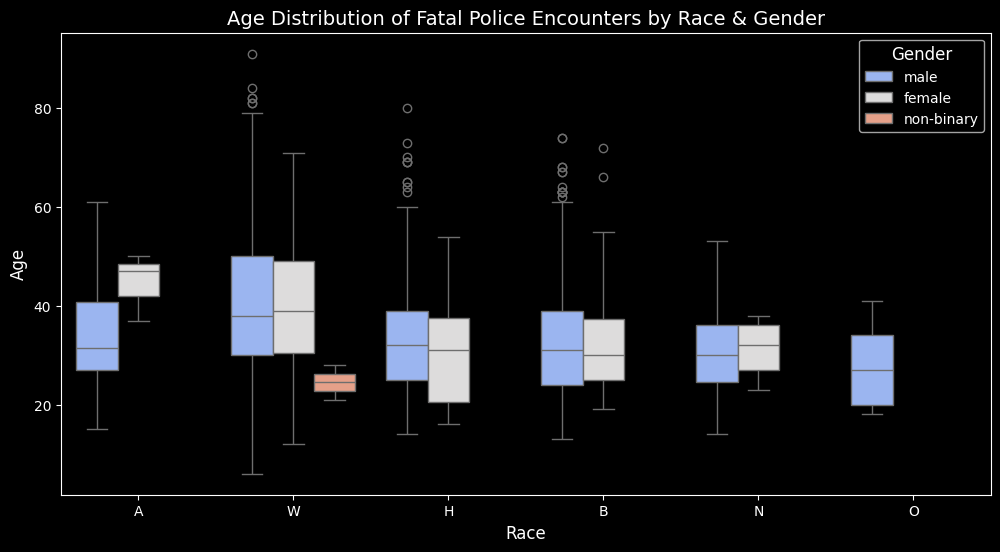 Age Distribution of Fatal Police Encounters by Race & Gender
Gender
male
female
non-binary
Age
80
60
40
20
A W H B N O
Race